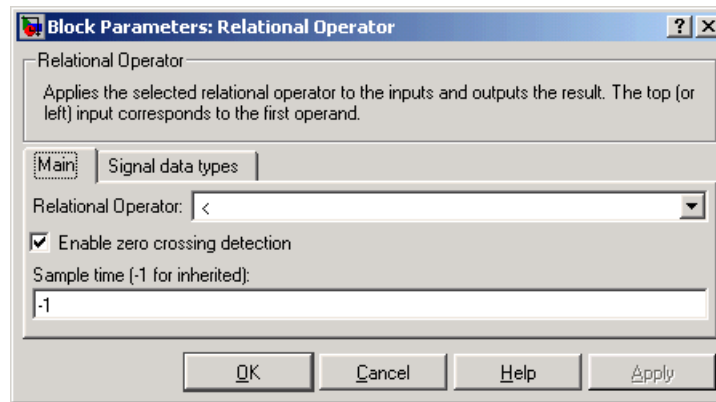 Block Parameters: Relational Operator
Relational Operator
Applies the selected relational operator to the inputs and outputs the result. The top (or
left) input corresponds to the first operand.
Main Signal data types
Relational Operator: <
Enable zero crossing detection
Sample time (-1 for inherited):
-1
OK Cancel Help Apply